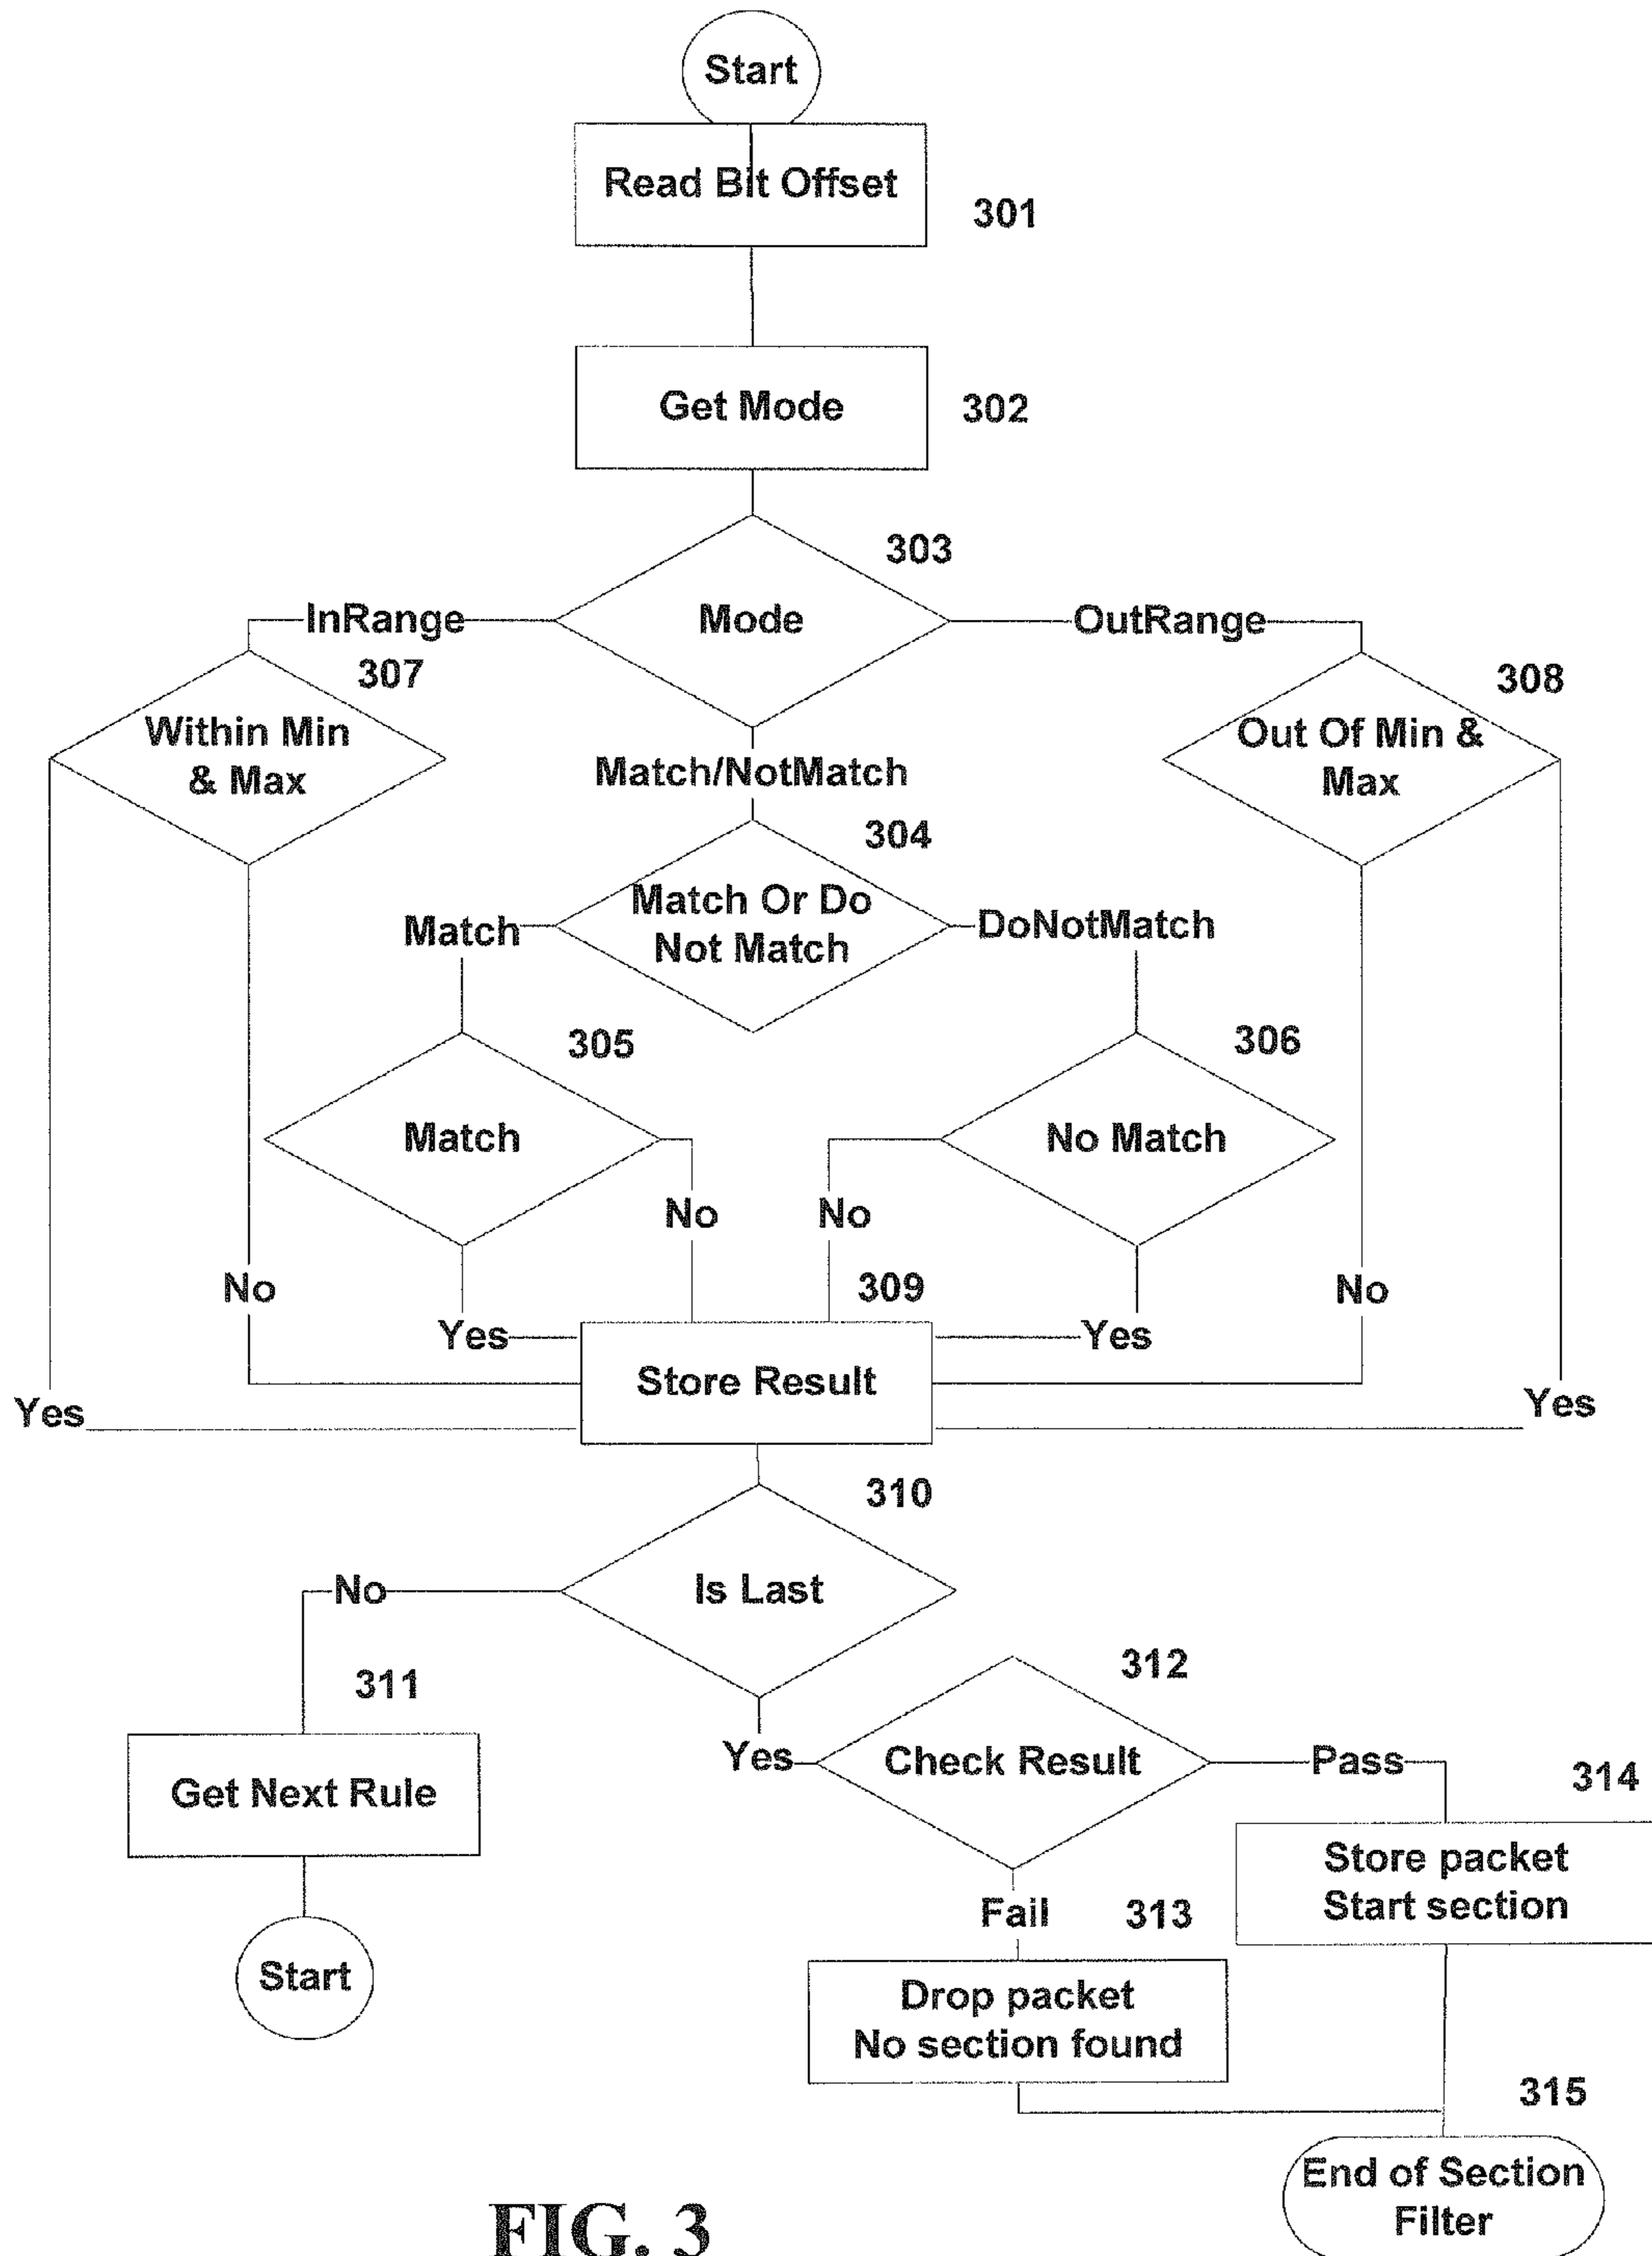 Start
Read Bit Offset
301
Get Mode
302
303
Mode
InRange
OutRange
307
308
Within Min
& Max
Out Of Min &
Max
Match/NotMatch
304
Match Or Do
Not Match
Match
DoNotMatch
305
306
Match
No Match
No
No
No
No
309
Yes
Yes
Store Result
Yes
Yes
310
Is Last
No
311
312
Get Next Rule
Yes
Check Result
Pass
314
Store packet
Start section
Fail
313
Start
Drop packet
No section found
315
End of Section
Filter
FIG. 3